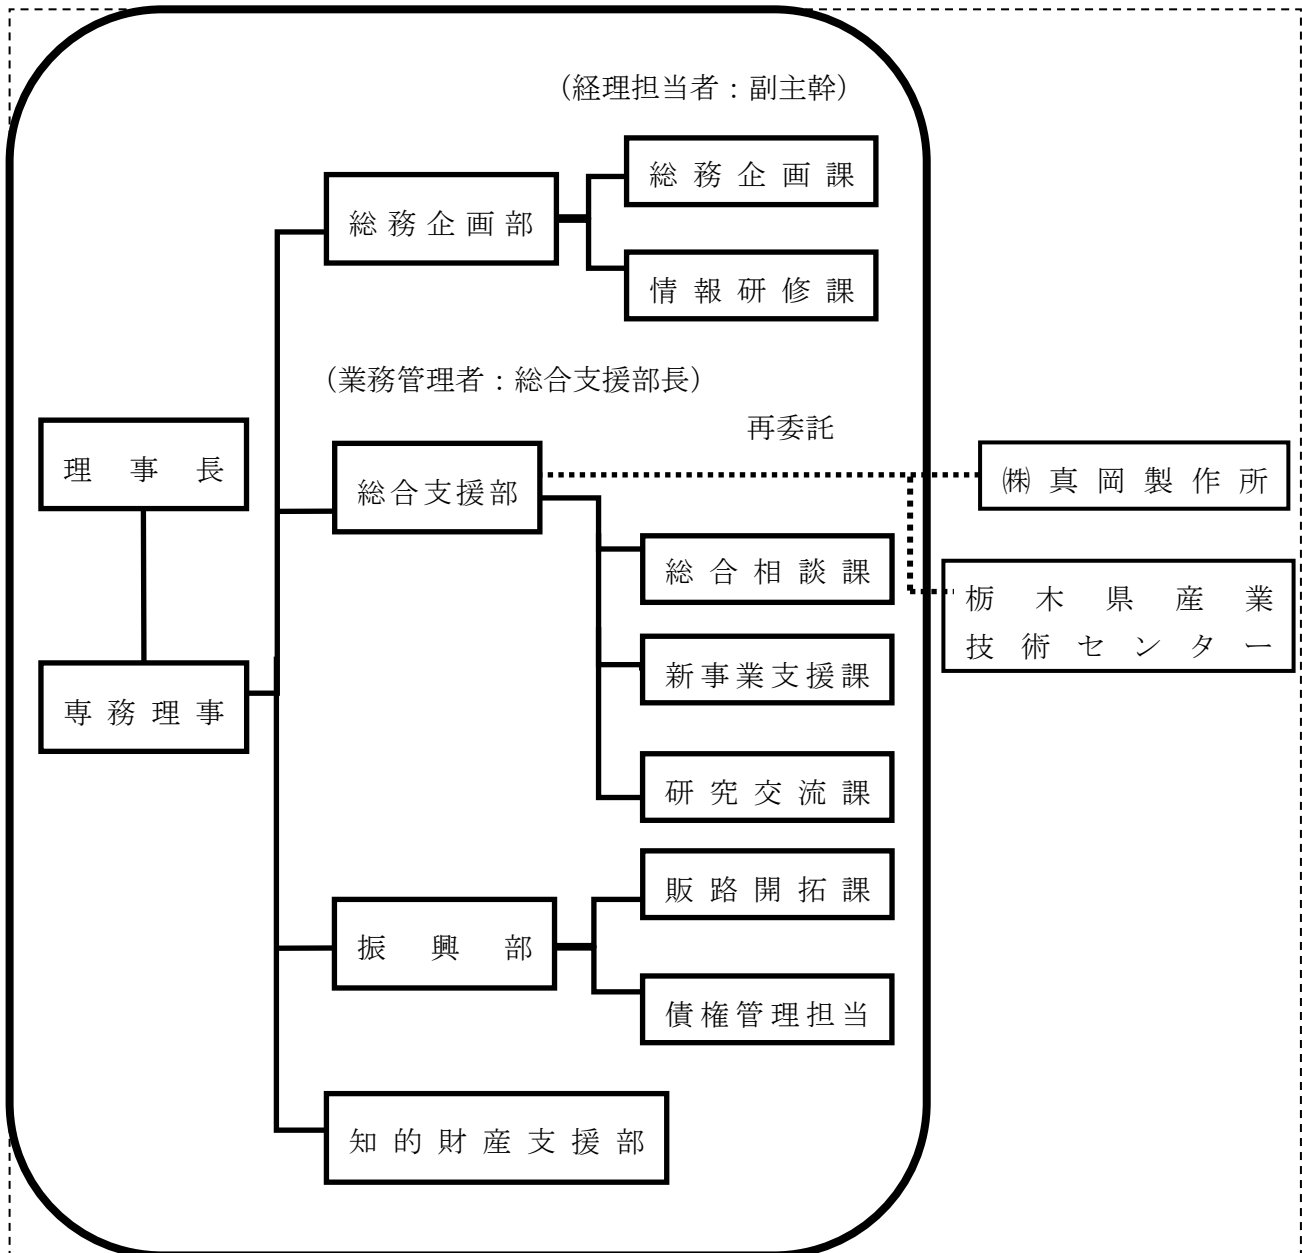 (経理担当者：副主幹)
総務企画課
総務企画部
情報研修課
(業務管理者：総合支援部長)
再委託
理事長
総合支援部
㈱真岡製作所
総合相談課
栃木県産業
技術センター
新事業支援課
専務理事
研究交流課
販路開拓課
振興部
債権管理担当
知的財産支援部